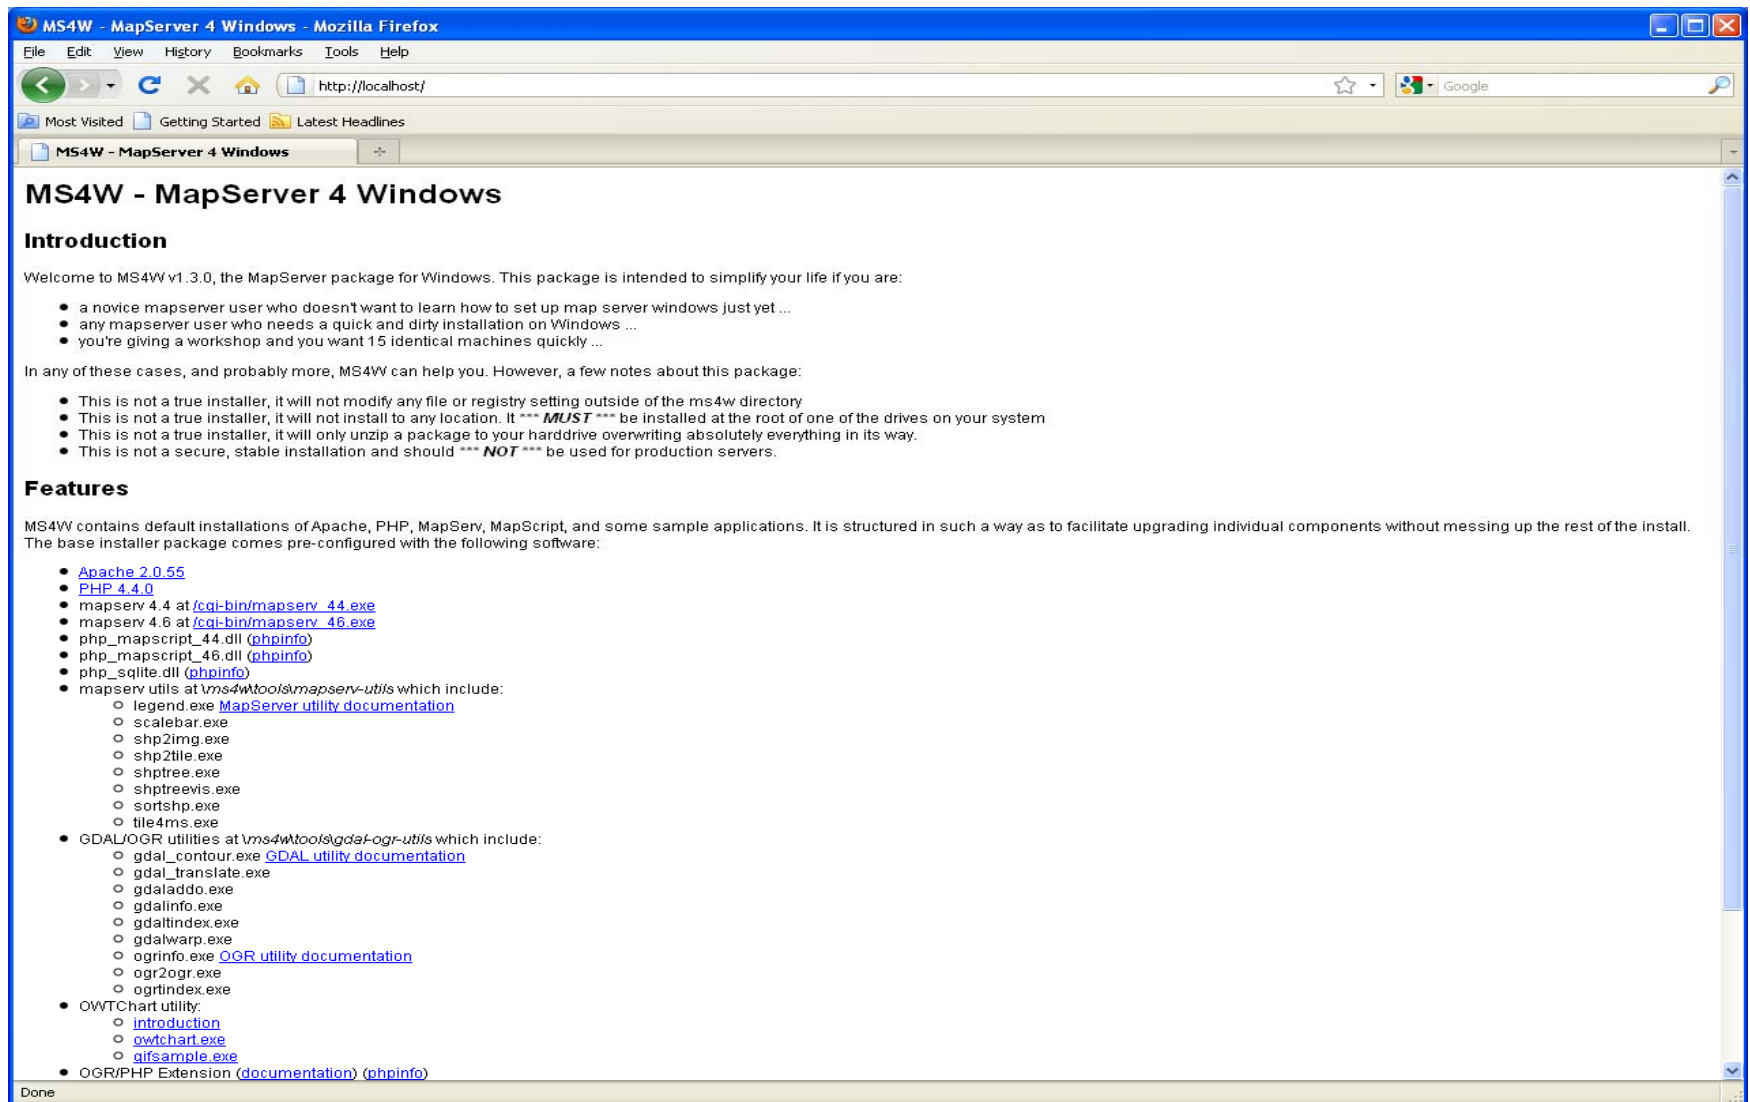 MS4W - MapServer 4 Windows - Mozilla Firefox
File Edit View History Bookmarks Tools Help
http://localhost/
Google
Most Visited Getting Started Latest Headlines
MS4W - MapServer 4 Windows
MS4W - MapServer 4 Windows
Introduction
Welcome to MS4W v1.3.0, the MapServer package for Windows. This package is intended to simplify your life if you are:
a novice mapserver user who doesn't want to learn how to set up map server windows just yet ...
any mapserver user who needs a quick and dirty installation on Windows ...
you're giving a workshop and you want 15 identical machines quickly ...
In any of these cases, and probably more, MS4W can help you. However, a few notes about this package:
This is not a true installer, it will not modify any file or registry setting outside of the ms4w directory
This is not a true installer, it will not install to any location. It *** MUST *** be installed at the root of one of the drives on your system
This is not a true installer, it will only unzip a package to your harddrive overwriting absolutely everything in its way.
This is not a secure, stable installation and should *** NOT *** be used for production servers.
Features
MS4W contains default installations of Apache, PHP, MapServ, MapScript, and some sample applications. It is structured in such a way as to facilitate upgrading individual components without messing up the rest of the install.
The base installer package comes pre-configured with the following software:
Apache 2.0.55
PHP 4.4.0
mapserv 4.4 at /cgi-bin/mapserv_44.exe
mapserv 4.6 at /cgi-bin/mapserv_46.exe
php_mapscript_44.dll (phpinfo)
php_mapscript_46.dll (phpinfo)
php_sqlite.dll (phpinfo)
mapserv utils at \ms4w\tools\mapserv-utils which include:
legend.exe MapServer utility documentation
scalebar.exe
shp2img.exe
shp2tile.exe
shptree.exe
shptreevis.exe
sortshp.exe
tile4ms.exe
GDAL/OGR utilities at \ms4w\tools\gdal-ogr-utils which include:
gdal_contour.exe GDAL utility documentation
gdal_translate.exe
gdaladdo.exe
gdalinfo.exe
gdaltindex.exe
gdalwarp.exe
ogrinfo.exe OGR utility documentation
ogr2ogr.exe
ogrtindex.exe
OWTChart utility:
introduction
owtchart.exe
gifsample.exe
OGR/PHP Extension (documentation) (phpinfo)
Done